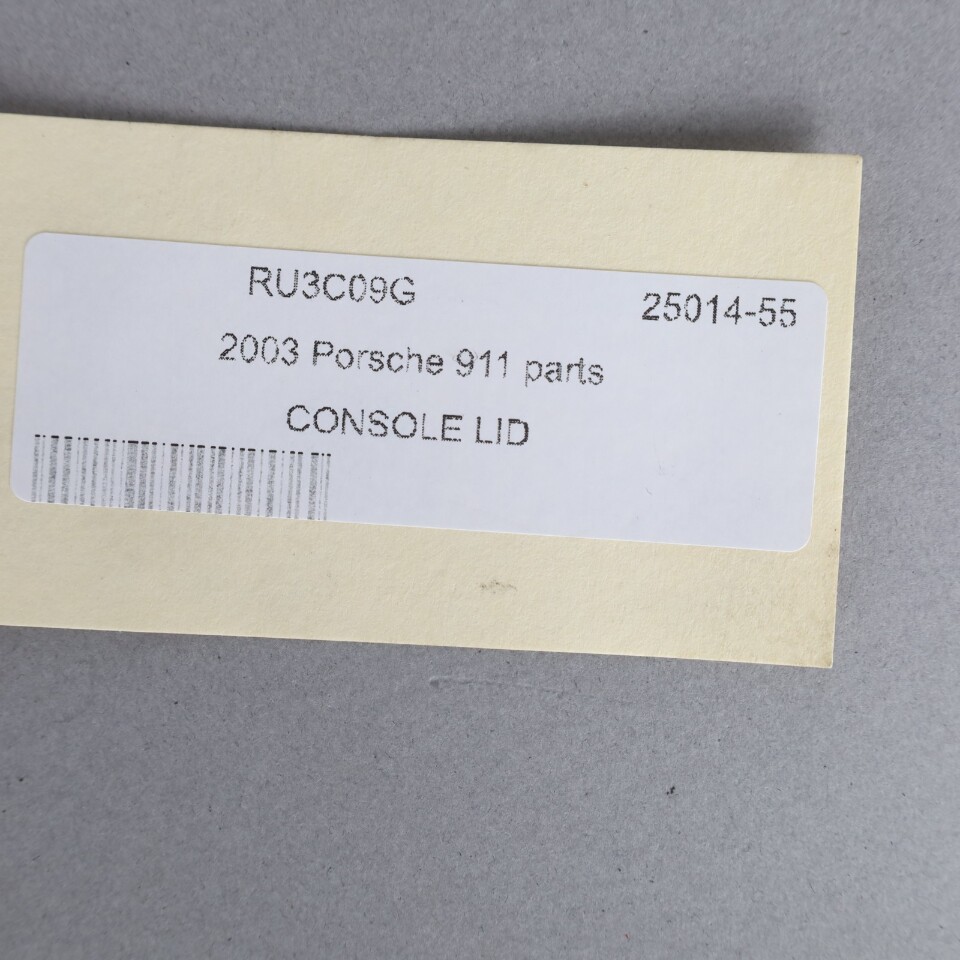 RU3C09G 25014-55
2003 Porsche 911 parts
CONSOLE LID